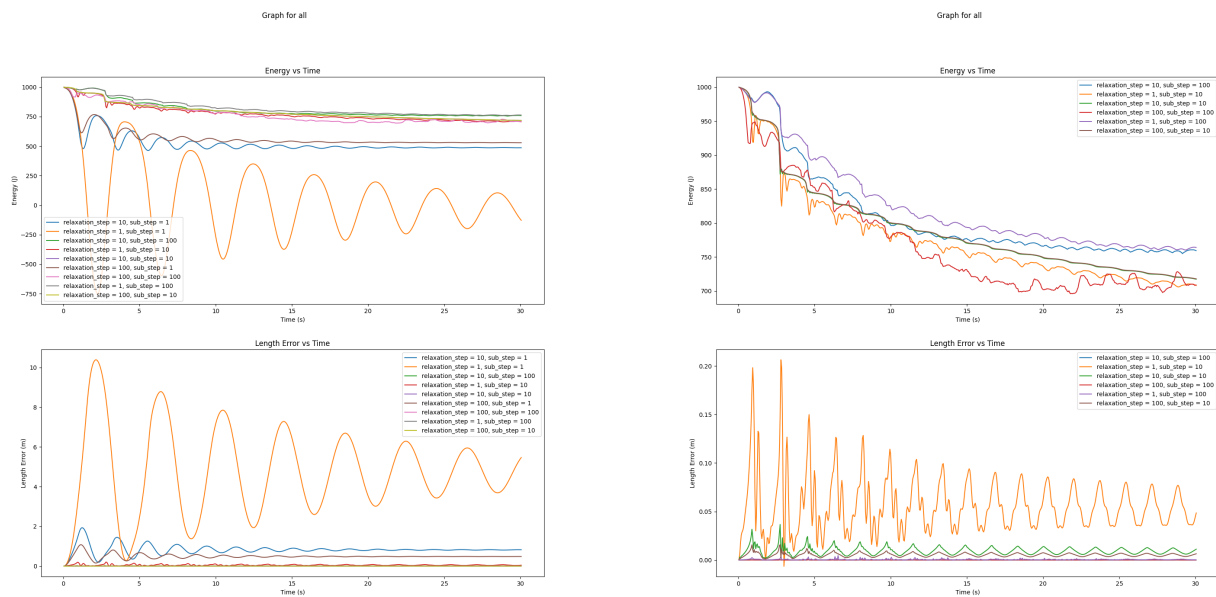 Graph for all
Energy vs Time
1000
750
500
250
0
−250
−500
−750
Energy (J)
relaxation_step = 10, sub_step = 1
relaxation_step = 1, sub_step = 1
relaxation_step = 10, sub_step = 100
relaxation_step = 1, sub_step = 10
relaxation_step = 10, sub_step = 10
relaxation_step = 100, sub_step = 1
relaxation_step = 100, sub_step = 100
relaxation_step = 1, sub_step = 100
relaxation_step = 100, sub_step = 10
0 5 10 15 20 25 30
Time (s)
Length Error vs Time
10
8
6
4
2
0
Length Error (m)
relaxation_step = 10, sub_step = 1
relaxation_step = 1, sub_step = 1
relaxation_step = 10, sub_step = 100
relaxation_step = 1, sub_step = 10
relaxation_step = 10, sub_step = 10
relaxation_step = 100, sub_step = 1
relaxation_step = 100, sub_step = 100
relaxation_step = 1, sub_step = 100
relaxation_step = 100, sub_step = 10
0 5 10 15 20 25 30
Time (s)
Graph for all
Energy vs Time
1000
950
900
850
800
750
700
Energy (J)
relaxation_step = 10, sub_step = 100
relaxation_step = 1, sub_step = 10
relaxation_step = 10, sub_step = 10
relaxation_step = 100, sub_step = 100
relaxation_step = 1, sub_step = 100
relaxation_step = 100, sub_step = 10
0 5 10 15 20 25 30
Time (s)
Length Error vs Time
0.20
0.15
0.10
0.05
0.00
Length Error (m)
relaxation_step = 10, sub_step = 100
relaxation_step = 1, sub_step = 10
relaxation_step = 10, sub_step = 10
relaxation_step = 100, sub_step = 100
relaxation_step = 1, sub_step = 100
relaxation_step = 100, sub_step = 10
0 5 10 15 20 25 30
Time (s)